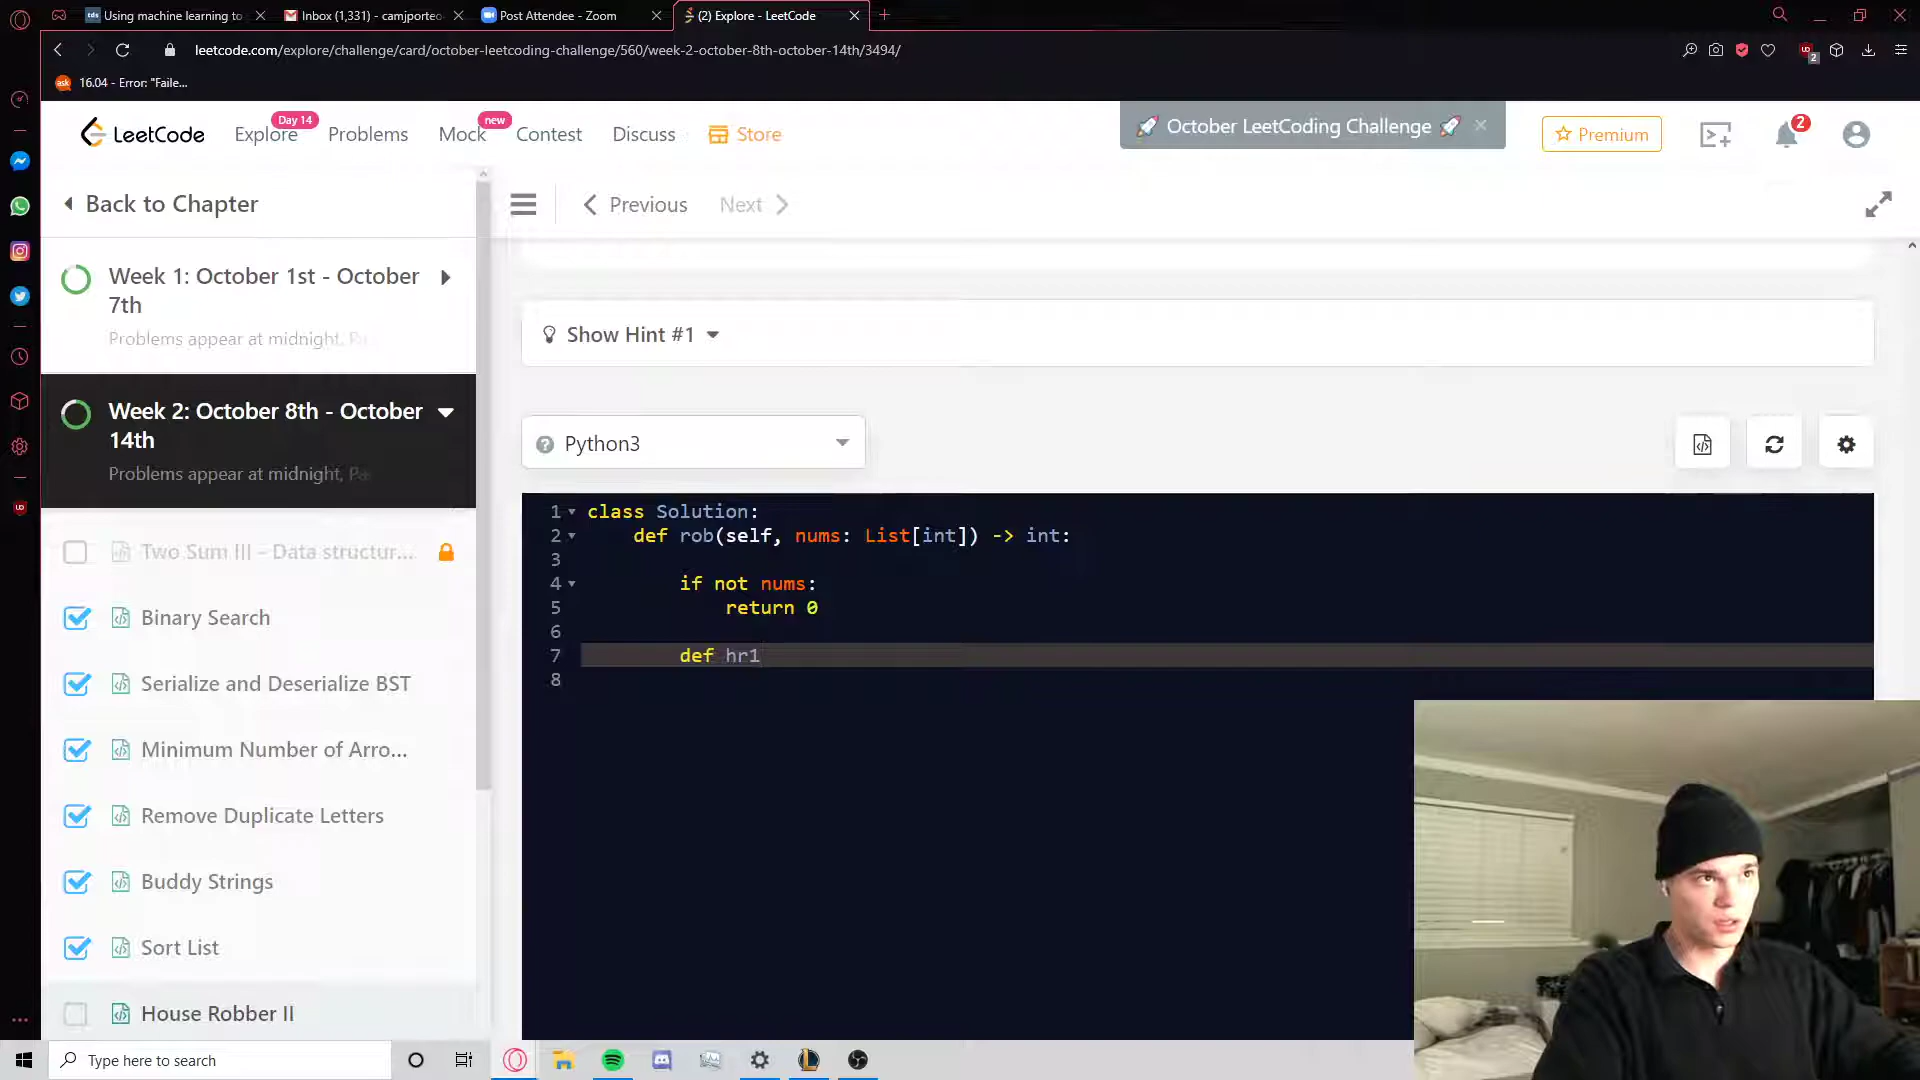 Using machine learning to
Inbox (1,331) - camjporteo
Post Attendee - Zoom
(2) Explore - LeetCode
leetcode.com/explore/challenge/card/october-leetcoding-challenge/560/week-2-october-8th-october-14th/3494/
16.04 - Error: "Faile...
LeetCode
Explore
Day 14
Problems
Mock
new
Contest
Discuss
Store
October LeetCoding Challenge
Premium
2
Back to Chapter
Previous
Next
Week 1: October 1st - October
7th
Problems appear at midnight,
Show Hint #1
Week 2: October 8th - October
14th
Problems appear at midnight,
Python3
Two Sum III - Data structur...
Binary Search
Serialize and Deserialize BST
Minimum Number of Arro...
Remove Duplicate Letters
Buddy Strings
Sort List
House Robber II
1 class Solution:
2 def rob(self, nums: List[int]) -> int:
3
4 if not nums:
5 return 0
6
7 def hr1
8
Type here to search